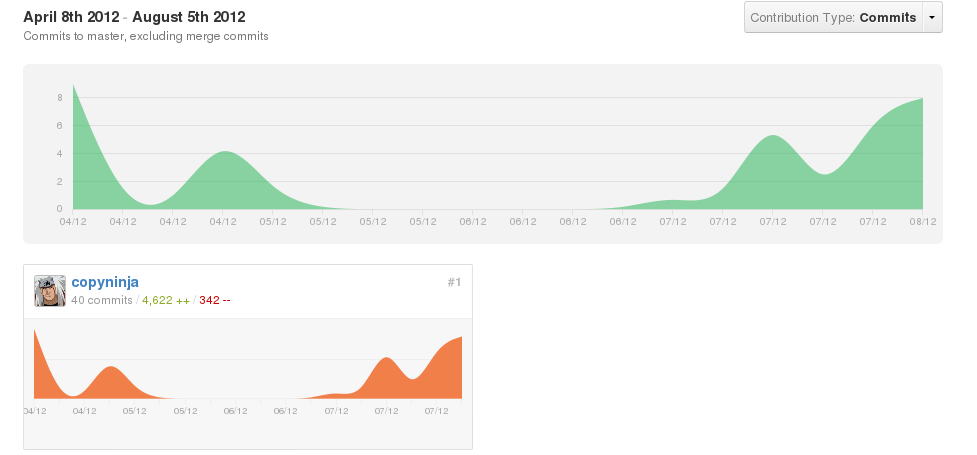 April 8th 2012 - August 5th 2012
Contribution Type: Commits
Commits to master, excluding merge commits
8
6
4
2
0
04/12 04/12 04/12 04/12 05/12 05/12 05/12 05/12 06/12 06/12 06/12 06/12 07/12 07/12 07/12 07/12 07/12 08/12
copyninja
#1
40 commits / 4,622 ++ / 342 --
04/12 04/12 05/12 05/12 06/12 06/12 07/12 07/12 07/12